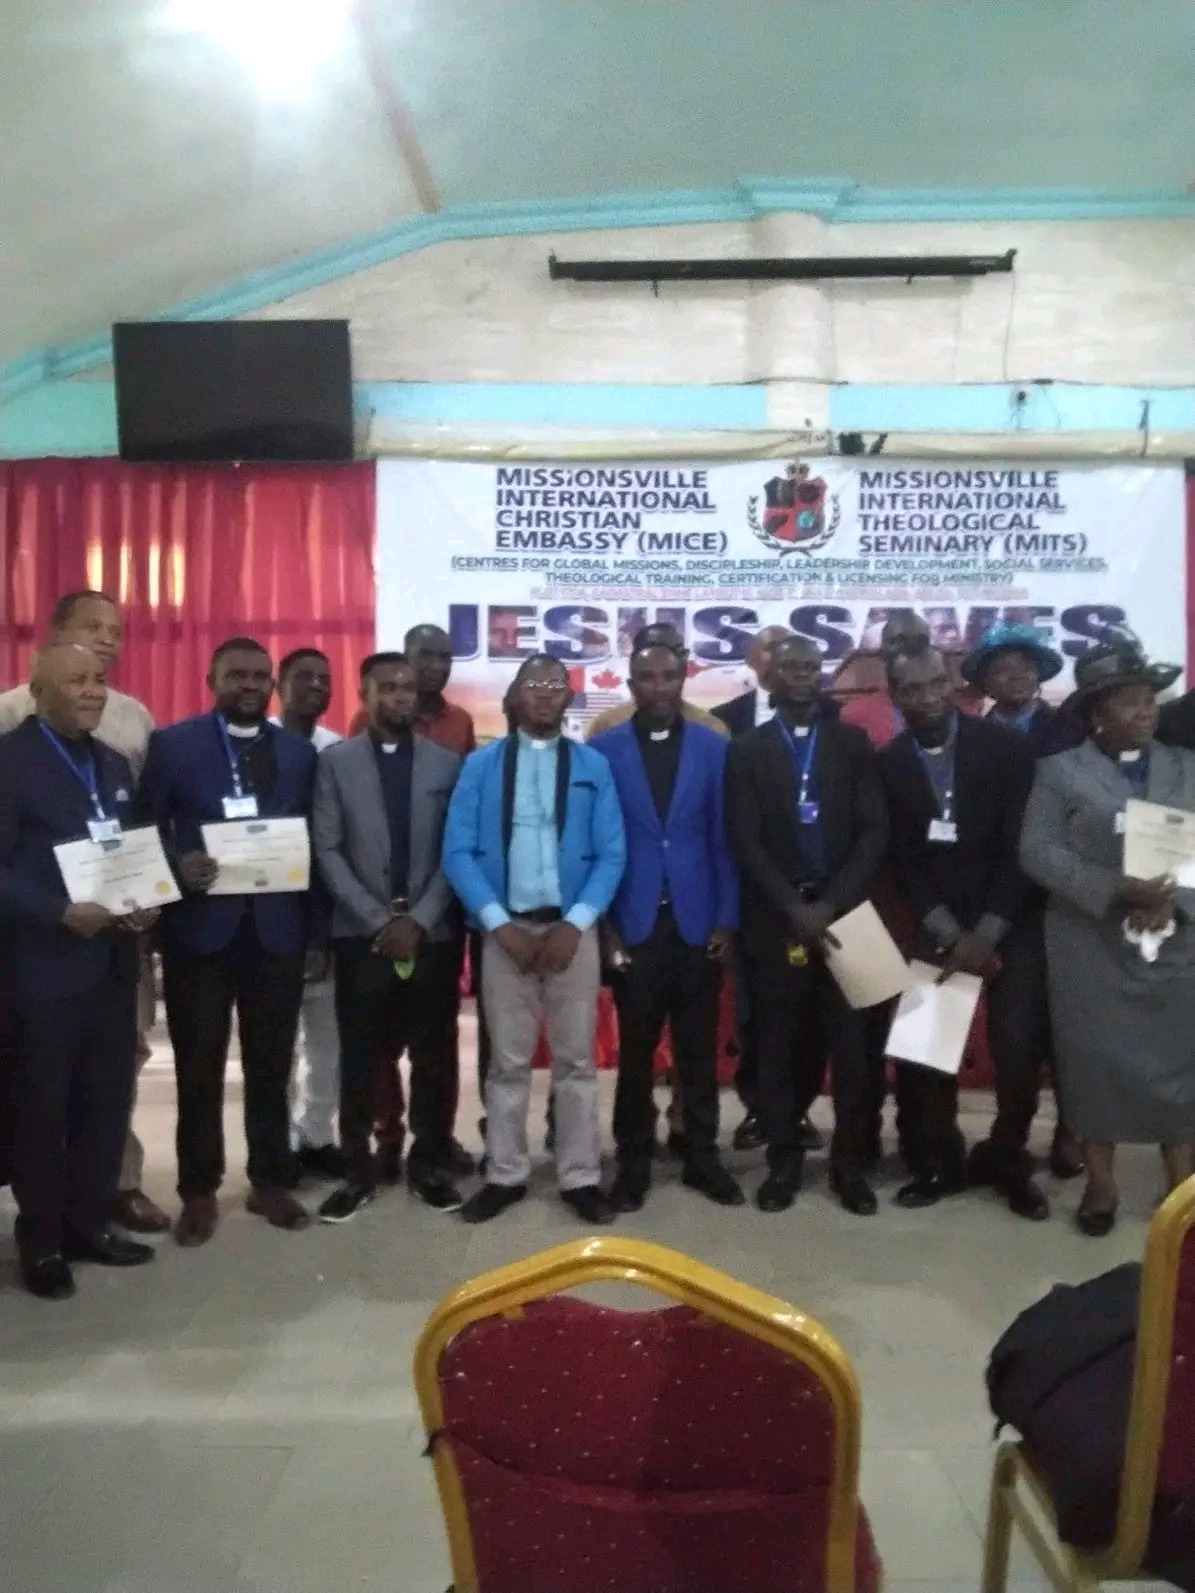 MISSIONSVILLE
INTERNATIONAL
CHRISTIAN
EMBASSY (MICE)
MISSIONSVILLE
INTERNATIONAL
THEOLOGICAL
SEMINARY (MITS)
(CENTRES FOR GLOBAL MISSIONS, DISCIPLESHIP, LEADERSHIP DEVELOPMENT, SOCIAL SERVICES,
THEOLOGICAL TRAINING, CERTIFICATION & LICENSING FOR MINISTRY)
JESUS SAVES